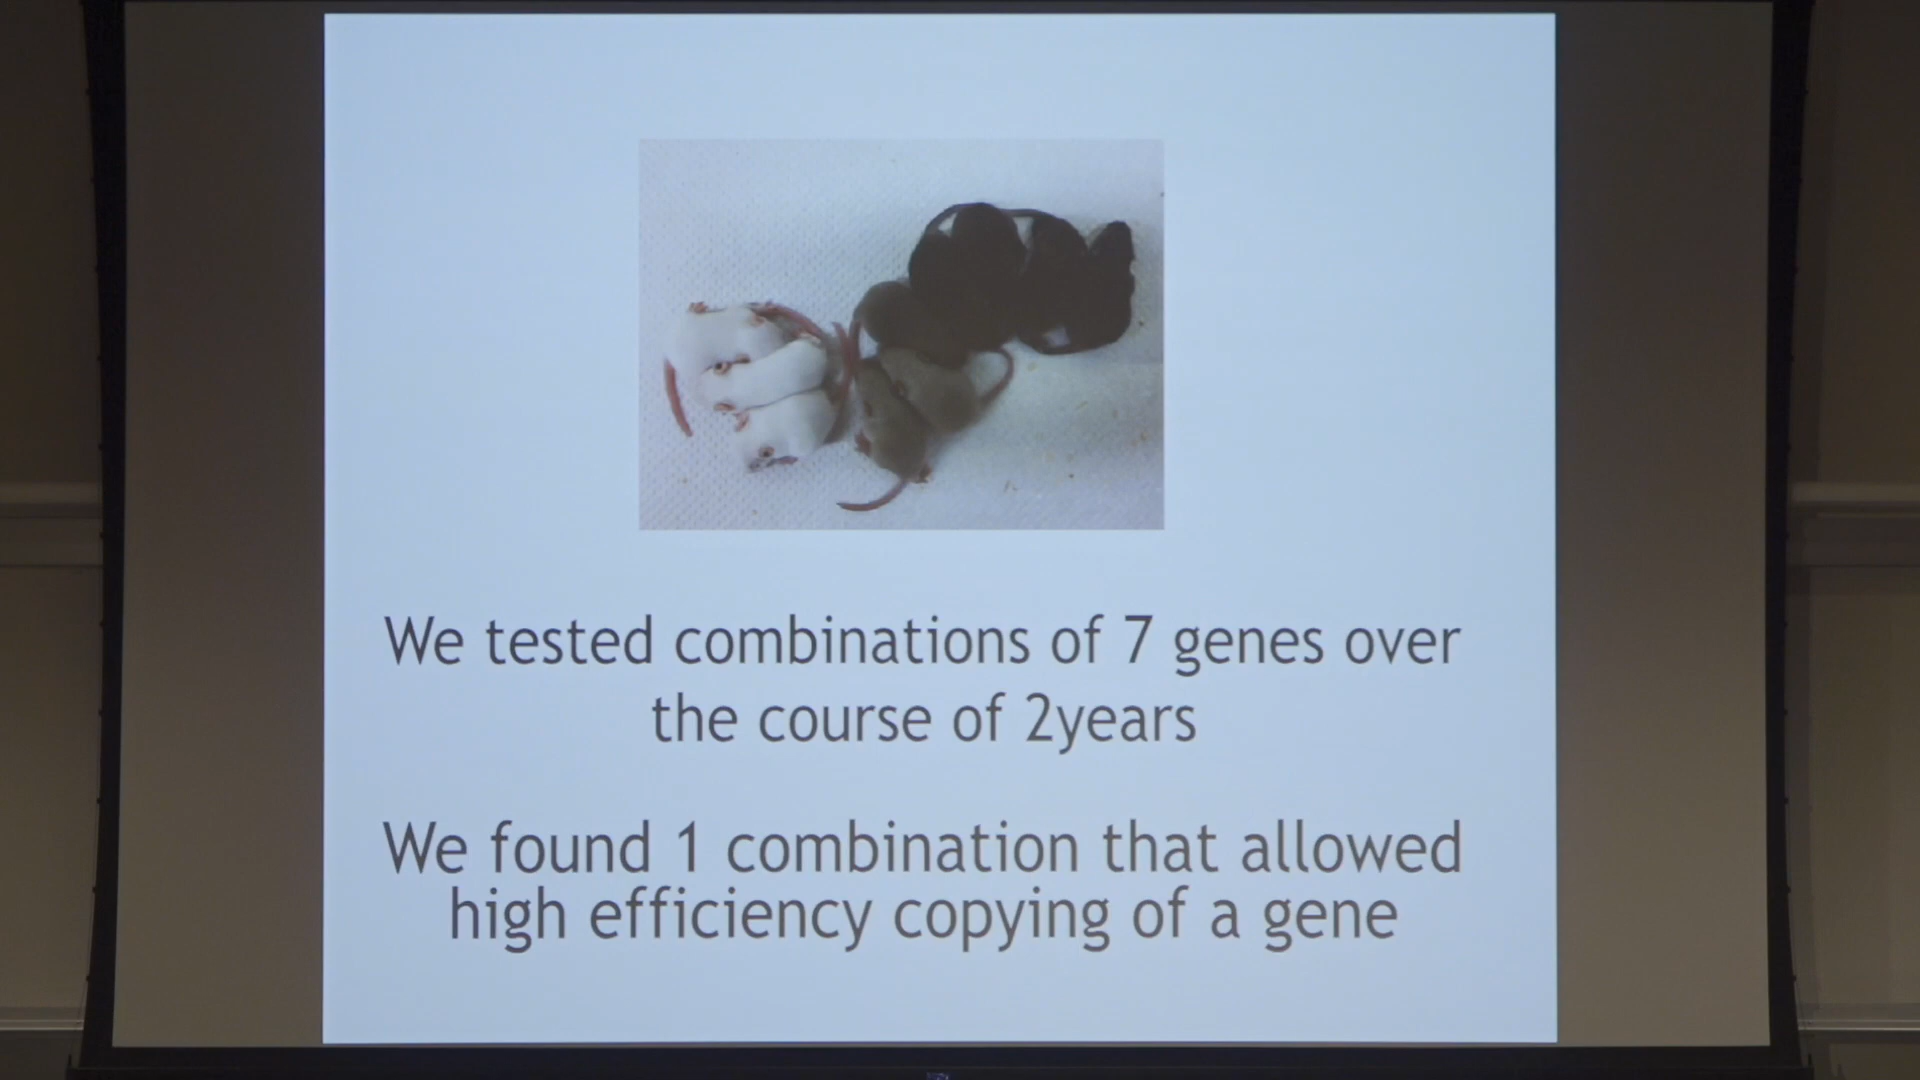 We tested combinations of 7 genes over
the course of 2years
We found 1 combination that allowed
high efficiency copying of a gene